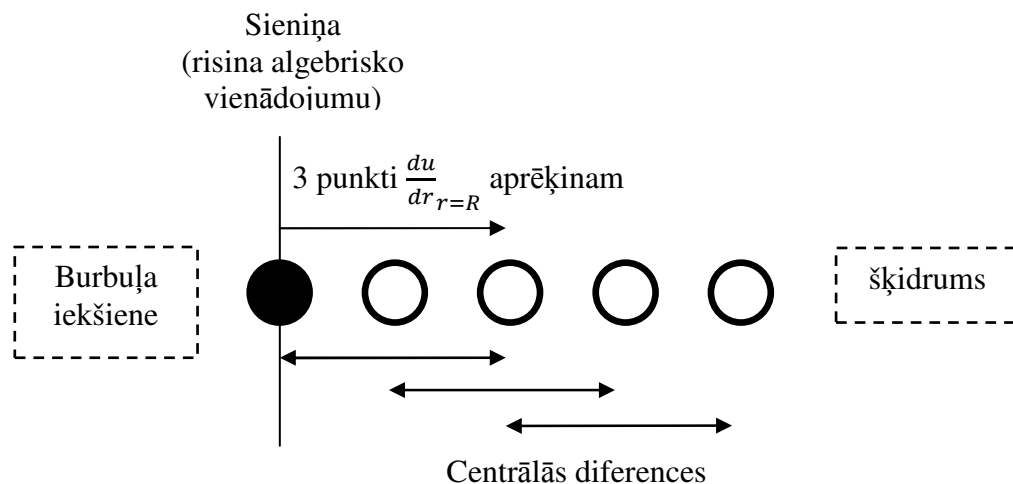 Sieniņa
(risina algebrisko
vienādojumu)
3 punkti du/dr r=R aprēķinam
Burbuļa
iekšiene
šķidrums
Centrālās diferences